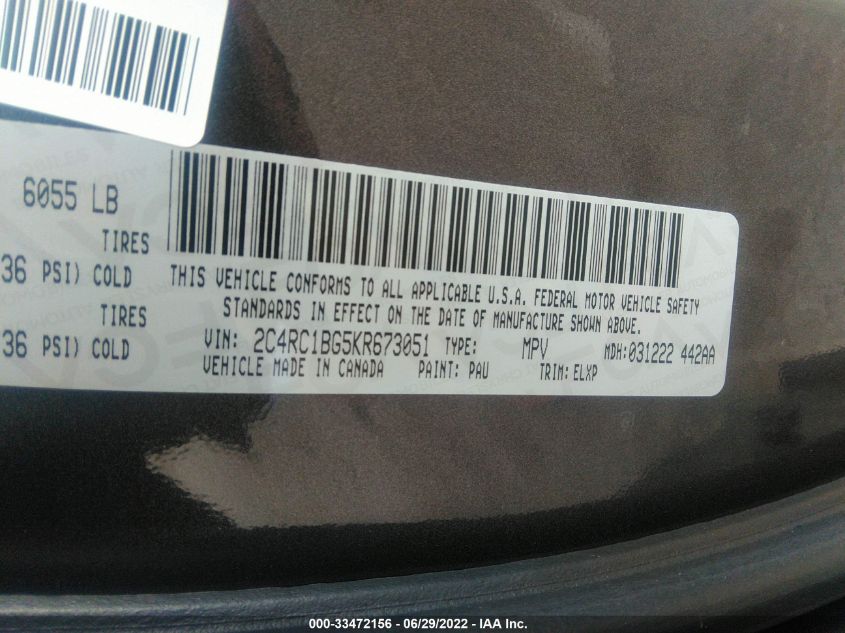 6055 LB
TIRES
36 PSI) COLD
TIRES
36 PSI) COLD
THIS VEHICLE CONFORMS TO ALL APPLICABLE U.S.A. FEDERAL MOTOR VEHICLE SAFETY
STANDARDS IN EFFECT ON THE DATE OF MANUFACTURE SHOWN ABOVE.
VIN: 2C4RC1BG5KR673051 TYPE: MPV MDH:031222 442AA
VEHICLE MADE IN CANADA PAINT: PAU TRIM: ELXP
000-33472156 - 06/29/2022 - IAA Inc.